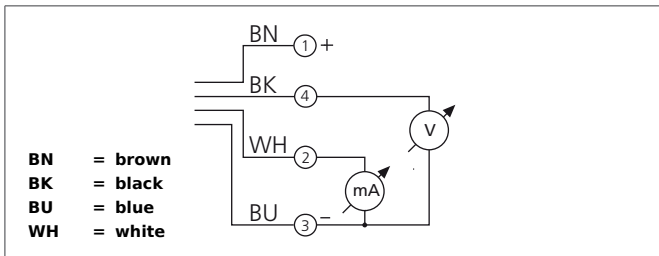 BN 1 +
BK 4
V
WH 2
mA
BU 3 –
BN = brown
BK = black
BU = blue
WH = white